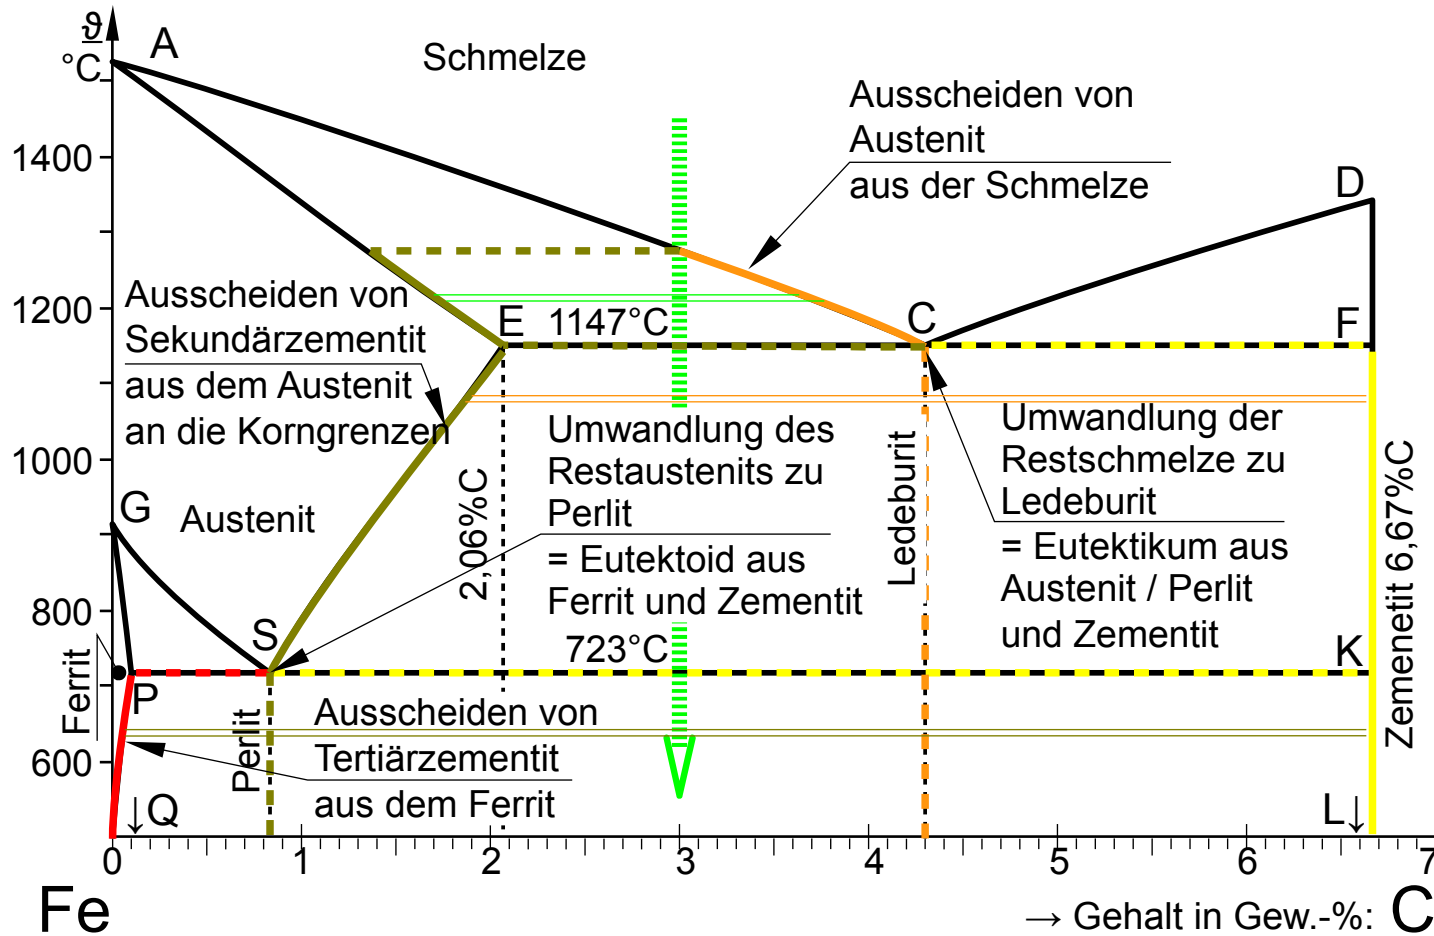 ϑ
°C
A
Schmelze
Ausscheiden von
Austenit
aus der Schmelze
1400
D
Ausscheiden von
Sekundärzementit
aus dem Austenit
an die Korngrenzen
1200
E
1147°C
C
F
Umwandlung des
Restaustenits zu
Perlit
= Eutektoid aus
Ferrit und Zementit
Umwandlung der
Restschmelze zu
Ledeburit
= Eutektikum aus
Austenit / Perlit
und Zementit
1000
2,06%C
Ledeburit
Zemenetit 6,67%C
G
Austenit
800
S
723°C
K
Ferrit
P
Perlit
Ausscheiden von
Tertiärzementit
aus dem Ferrit
600
↓Q
L↓
0 1 2 3 4 5 6 7
Fe
→ Gehalt in Gew.-%: C